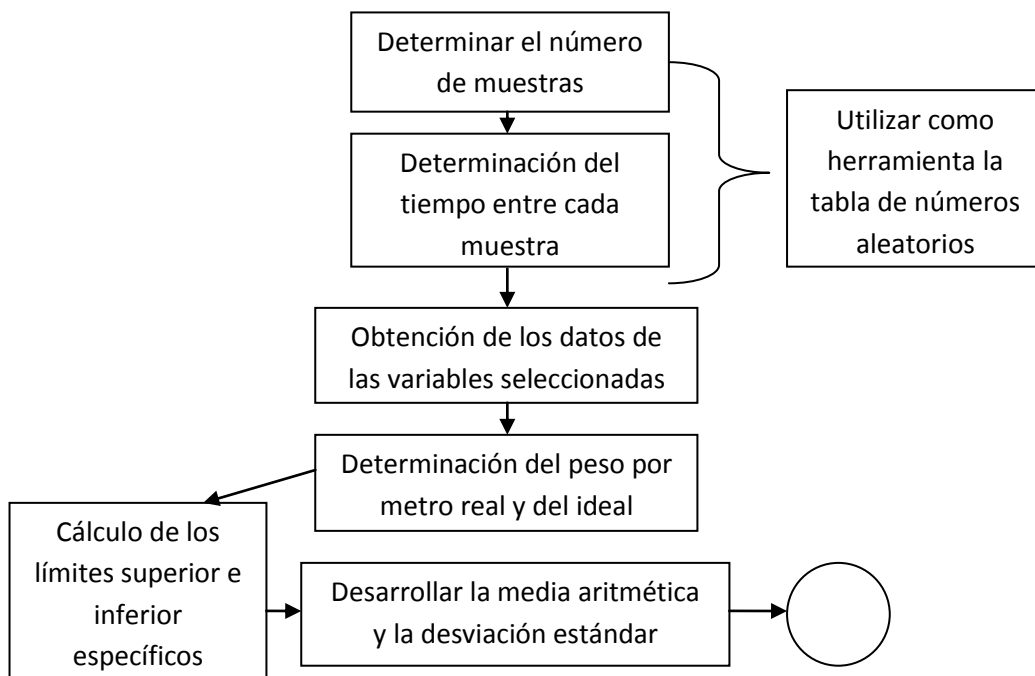 Determinar el número
de muestras
Determinación del
tiempo entre cada
muestra
Utilizar como
herramienta la
tabla de números
aleatorios
Obtención de los datos de
las variables seleccionadas
Determinación del peso por
metro real y del ideal
Cálculo de los
límites superior e
inferior
específicos
Desarrollar la media aritmética
y la desviación estándar